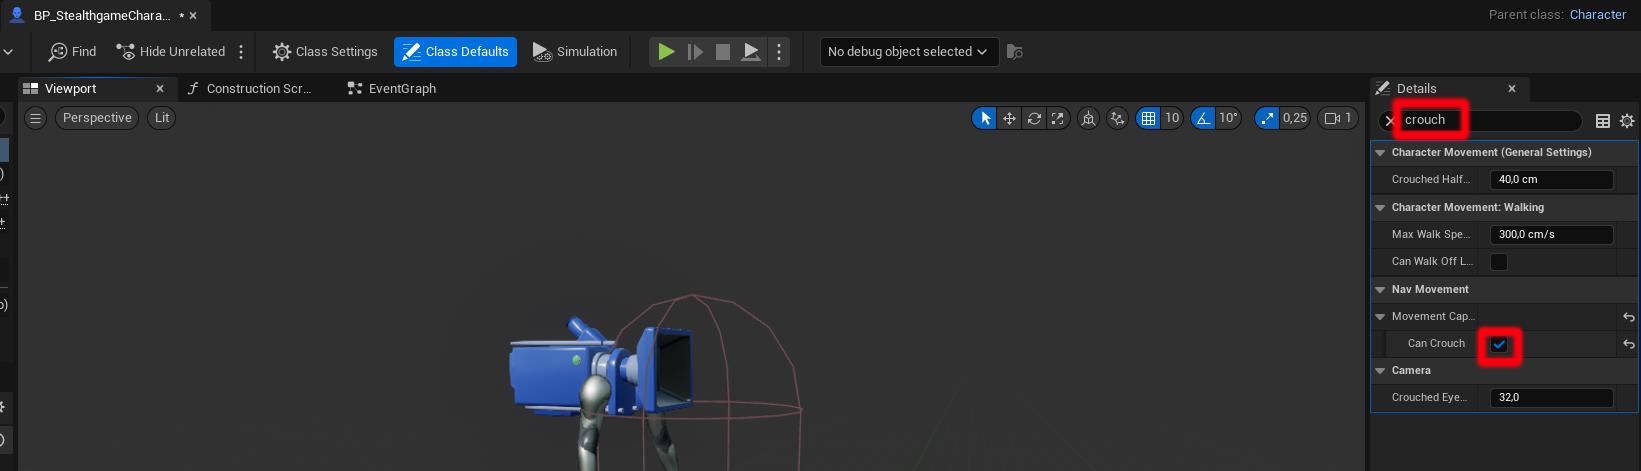 BP_StealthgameChara... *
Parent class: Character
Find
Hide Unrelated
Class Settings
Class Defaults
Simulation
No debug object selected
Viewport
Construction Scr...
EventGraph
Details
Perspective
Lit
10
10°
0,25
1
crouch
Character Movement (General Settings)
Crouched Half... 40,0 cm
Character Movement: Walking
Max Walk Spe... 300,0 cm/s
Can Walk Off L...
Nav Movement
Movement Cap...
Can Crouch
Camera
Crouched Eye... 32,0